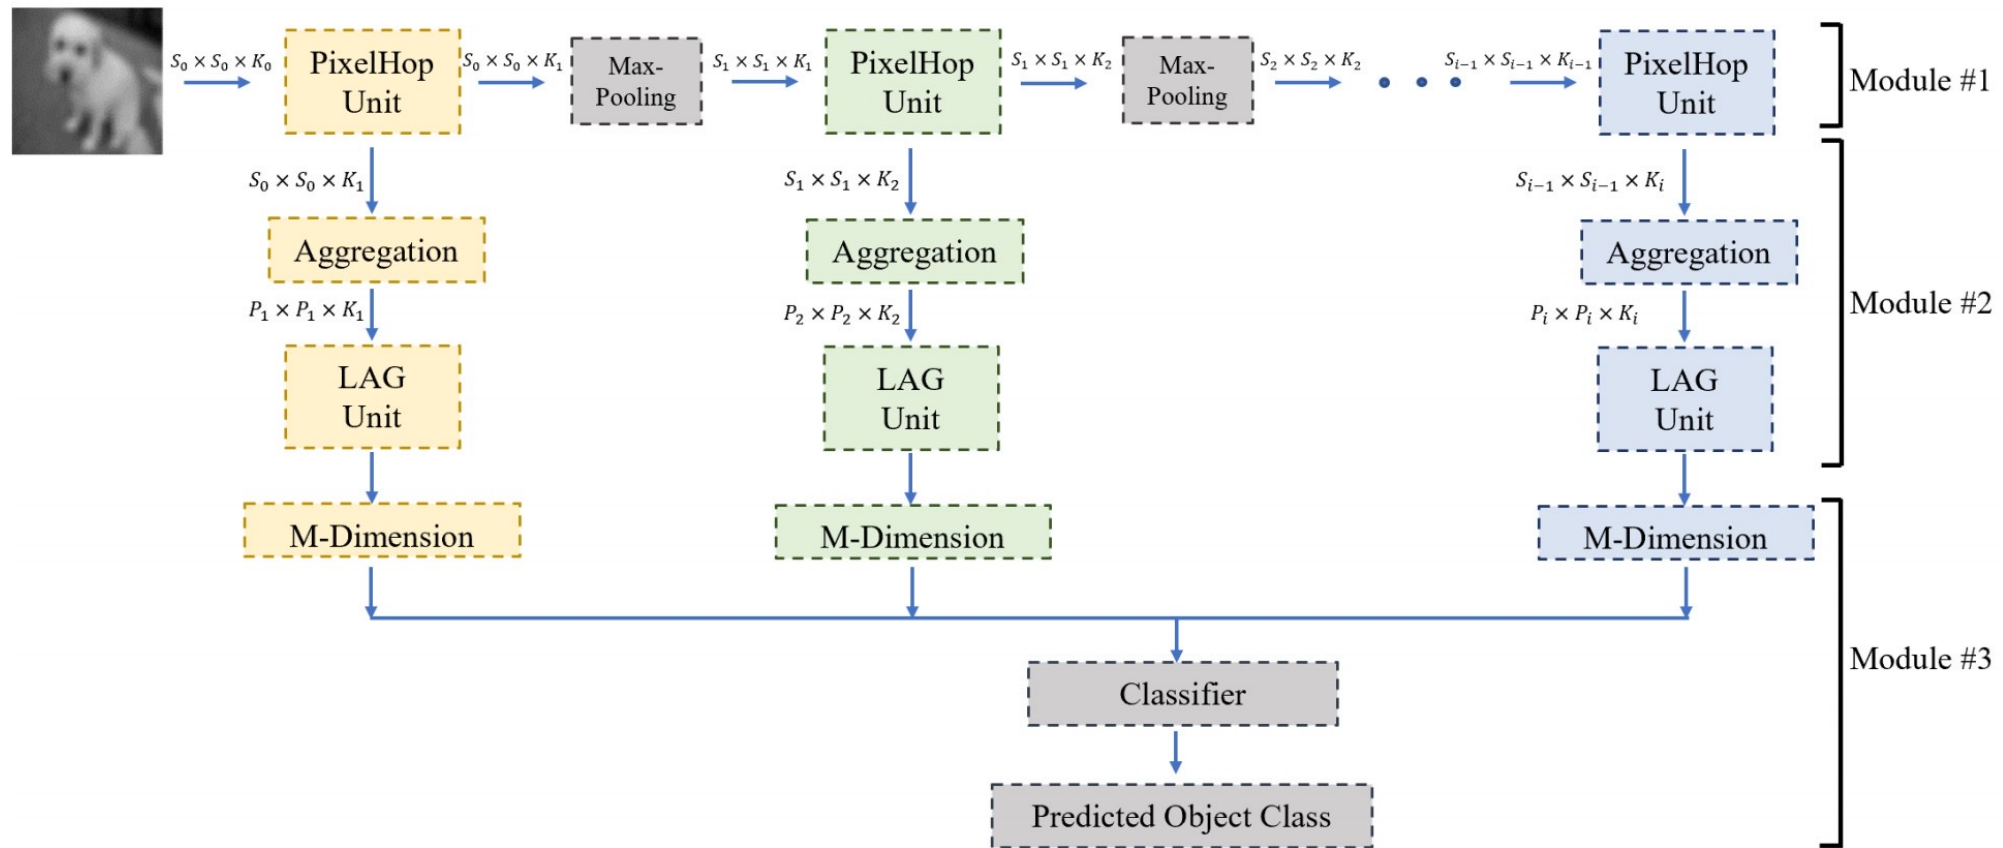 S₀ × S₀ × K₀
PixelHop
Unit
S₀ × S₀ × K₁
Max-
Pooling
S₁ × S₁ × K₁
PixelHop
Unit
S₁ × S₁ × K₂
Max-
Pooling
S₂ × S₂ × K₂
Sᵢ₋₁ × Sᵢ₋₁ × Kᵢ₋₁
PixelHop
Unit
Module #1
S₀ × S₀ × K₁
S₁ × S₁ × K₂
Sᵢ₋₁ × Sᵢ₋₁ × Kᵢ
Aggregation
Aggregation
Aggregation
P₁ × P₁ × K₁
P₂ × P₂ × K₂
Pᵢ × Pᵢ × Kᵢ
Module #2
LAG
Unit
LAG
Unit
LAG
Unit
M-Dimension
M-Dimension
M-Dimension
Module #3
Classifier
Predicted Object Class